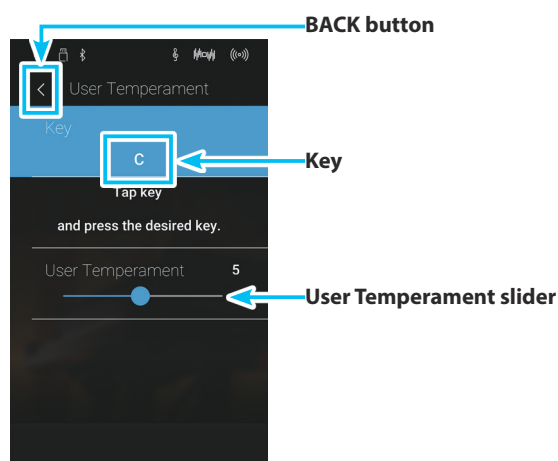 BACK button
User Temperament
Key
C
Key
Tap key
and press the desired key.
User Temperament 5
User Temperament slider